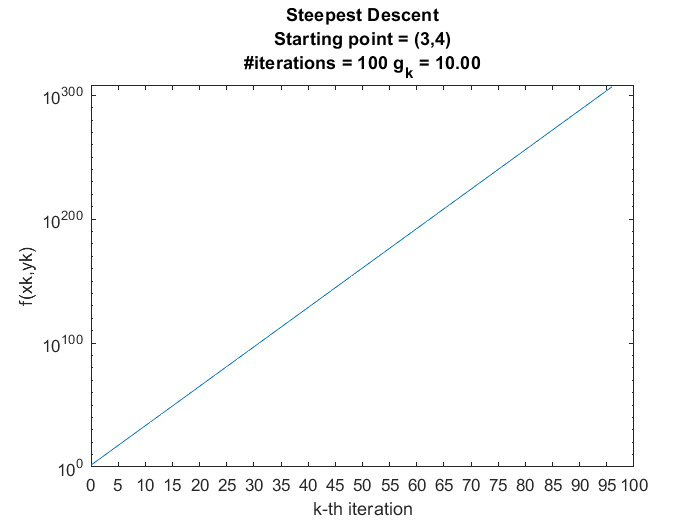 Steepest Descent
Starting point = (3,4)
#iterations = 100 g_k = 10.00
10^300
10^200
10^100
10^0
f(xk,yk)
0 5 10 15 20 25 30 35 40 45 50 55 60 65 70 75 80 85 90 95 100
k-th iteration